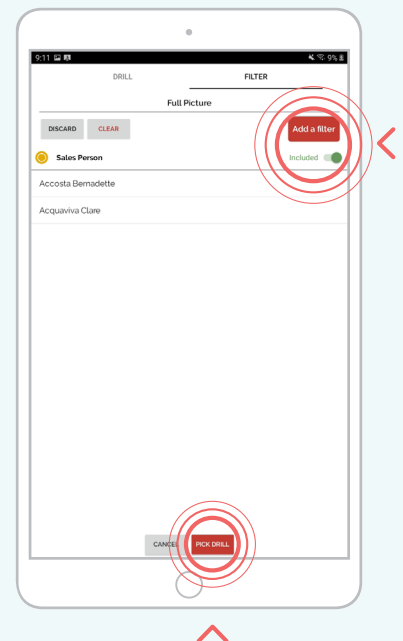 9:11 9%
DRILL FILTER
Full Picture
DISCARD CLEAR Add a filter
Sales Person Included
Accosta Bernadette
Acquaviva Clare
CANCEL PICK DRILL